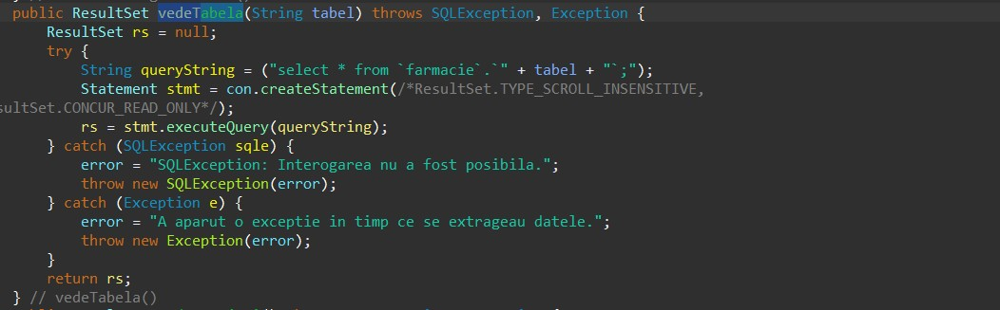 public ResultSet vedeTabela(String tabel) throws SQLException, Exception {
ResultSet rs = null;
try {
String queryString = ("select * from `farmacie`.`" + tabel + "`;");
Statement stmt = con.createStatement(/*ResultSet.TYPE_SCROLL_INSENSITIVE,
sultSet.CONCUR_READ_ONLY*/);
rs = stmt.executeQuery(queryString);
} catch (SQLException sqle) {
error = "SQLException: Interogarea nu a fost posibila.";
throw new SQLException(error);
} catch (Exception e) {
error = "A aparut o exceptie in timp ce se extrageau datele.";
throw new Exception(error);
}
return rs;
} // vedeTabela()